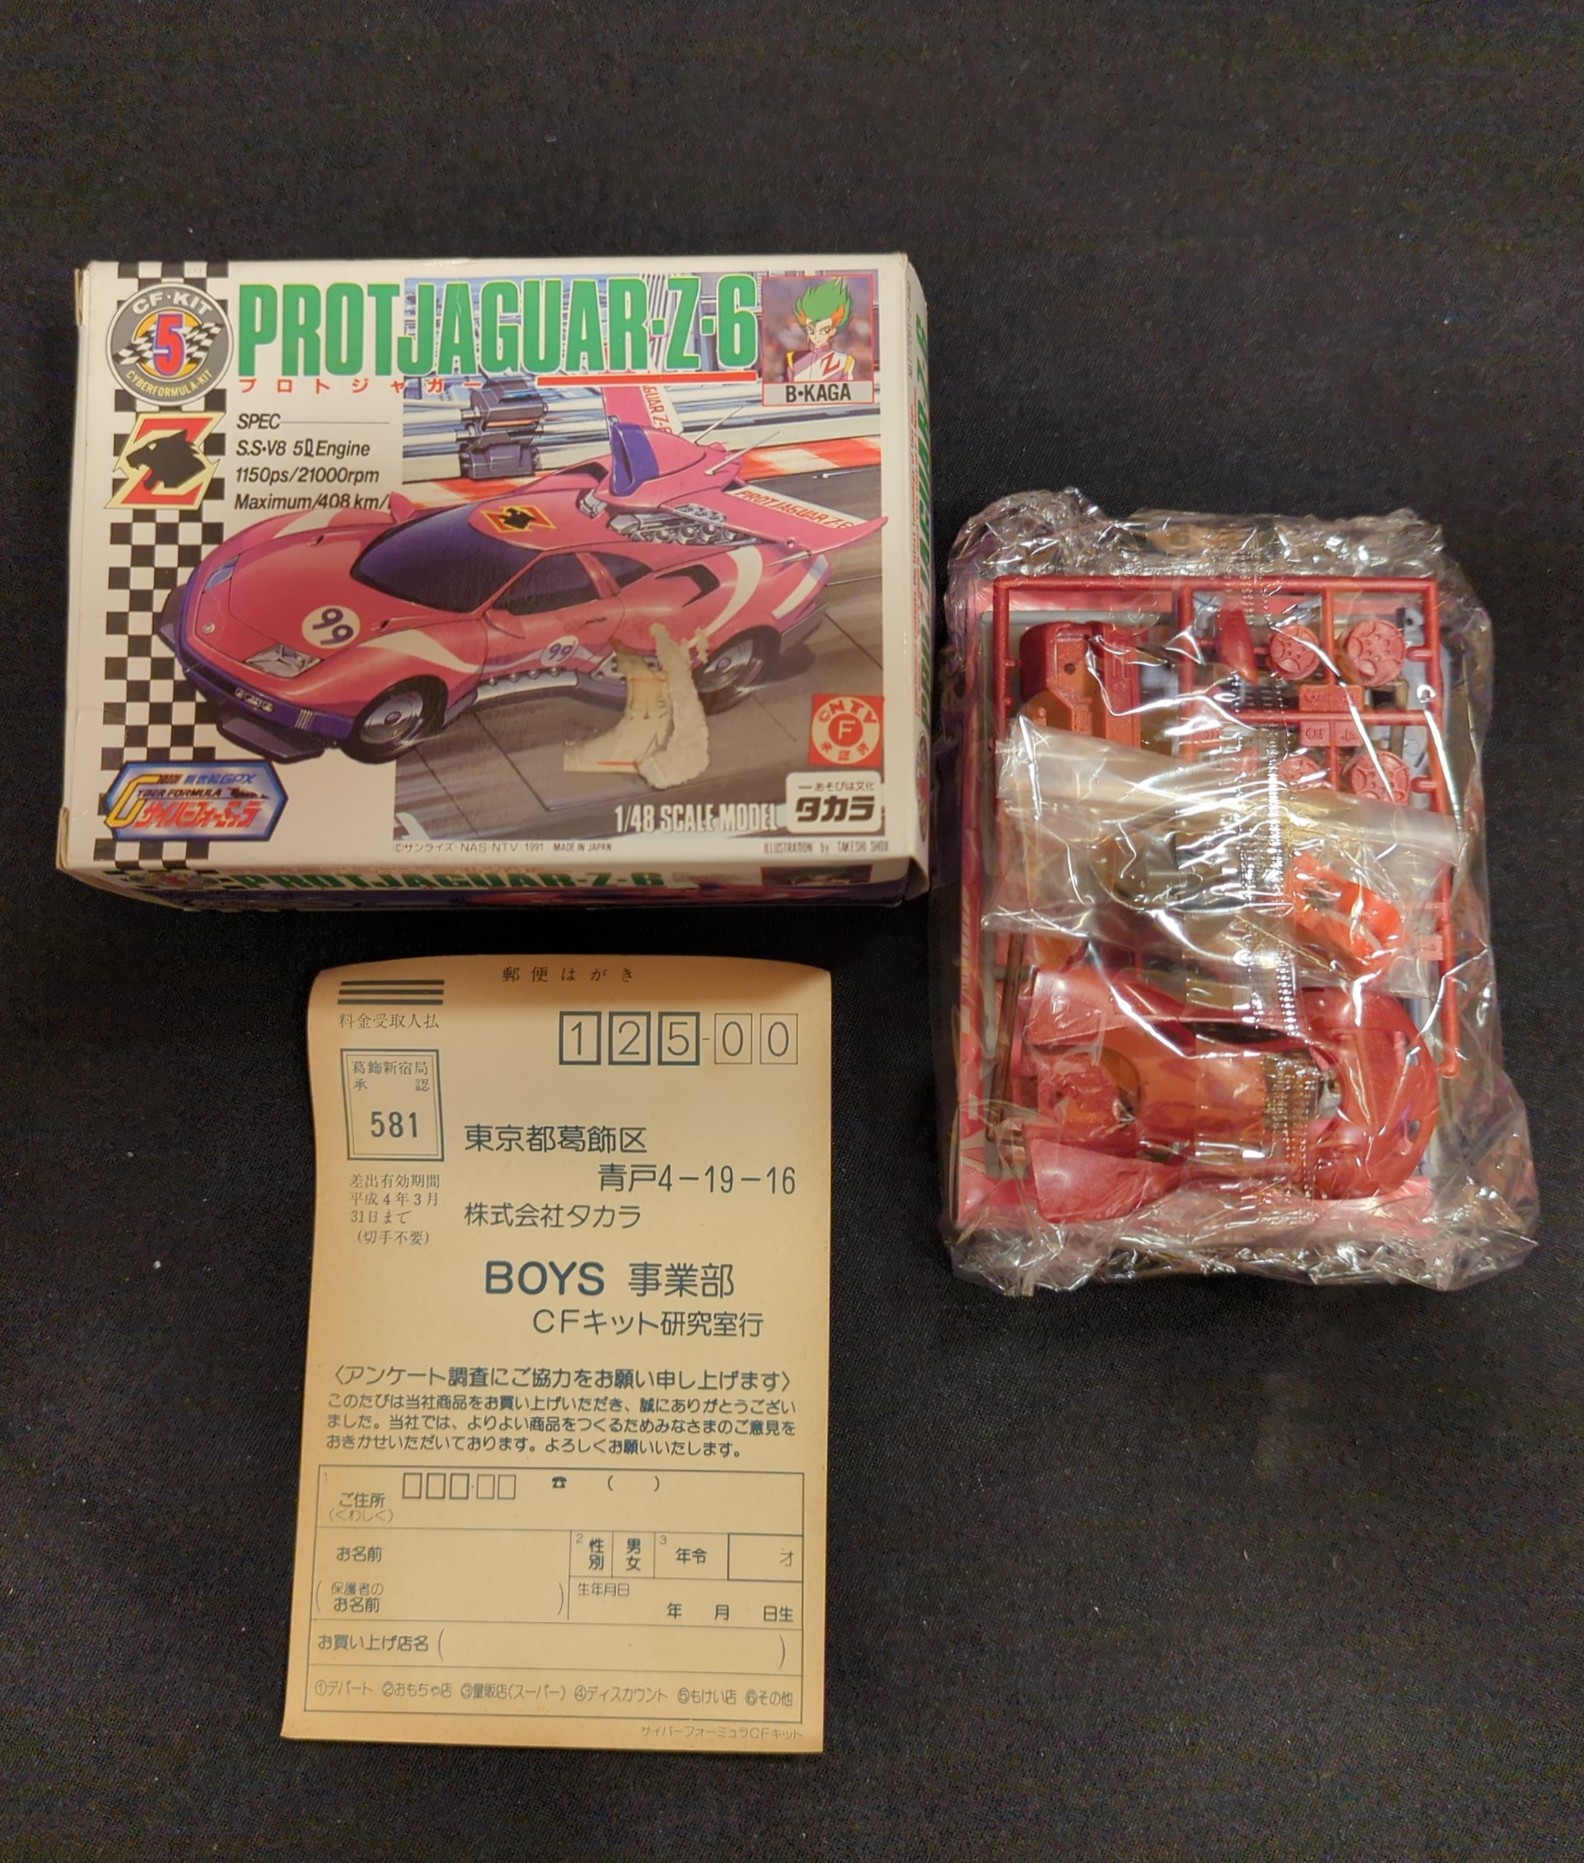 CF·KIT
5
CYBERFORMULA-KIT
PROTJAGUAR·Z·6
プロトジャガー
B·KAGA
Z
SPEC
S.S·V8 5ℓ Engine
1150ps/21000rpm
Maximum/408 km/
PROTJAGUAR Z·6
99
99
CNTV
F
新世紀GPX
CYBER FORMULA
サイバーフォーミュラ
1/48 SCALE MODEL
あそびは文化
タカラ
©サンライズ·NAS·NTV 1991 MADE IN JAPAN
ILLUSTRATION by TAKESHI
PROTJAGUAR·Z·6
郵便はがき
料金受取人払
125-00
葛飾新宿局
承認
581
差出有効期間
平成4年3月
31日まで
(切手不要)
東京都葛飾区
青戸4-19-16
株式会社タカラ
BOYS 事業部
CFキット研究室行
〈アンケート調査にご協力をお願い申し上げます〉
このたびは当社商品をお買い上げいただき、誠にありがとうござい
ました。当社では、よりよい商品をつくるためみなさまのご意見を
おきかせいただいております。よろしくお願いいたします。
1
ご住所
(くわしく)
☎ ( )
お名前
2 性別 男女 3 年令 才
(保護者のお名前)
生年月日
年 月 日生
お買い上げ店名 ( )
①デパート ②おもちゃ店 ③量販店(スーパー) ④ディスカウント ⑤もけい店 ⑥その他
サイバーフォーミュラCFキット